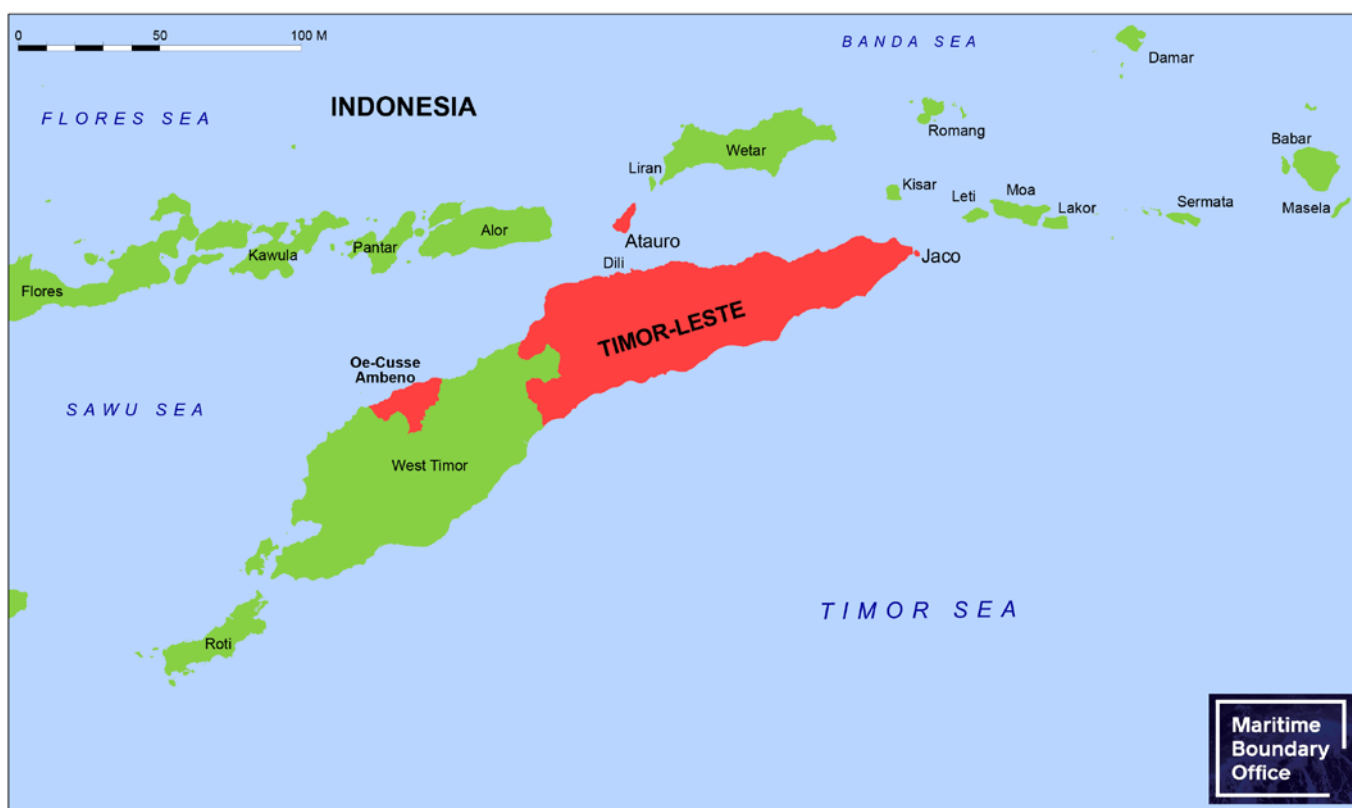 0 50 100 M
BANDA SEA
Damar
FLORES SEA
INDONESIA
Romang
Wetar
Babar
Liran
Kisar
Leti
Moa
Lakor
Sermata
Masela
Alor
Pantar
Kawula
Atauro
Jaco
Dili
Flores
TIMOR-LESTE
Oe-Cusse
Ambeno
SAWU SEA
West Timor
TIMOR SEA
Roti
Maritime
Boundary
Office